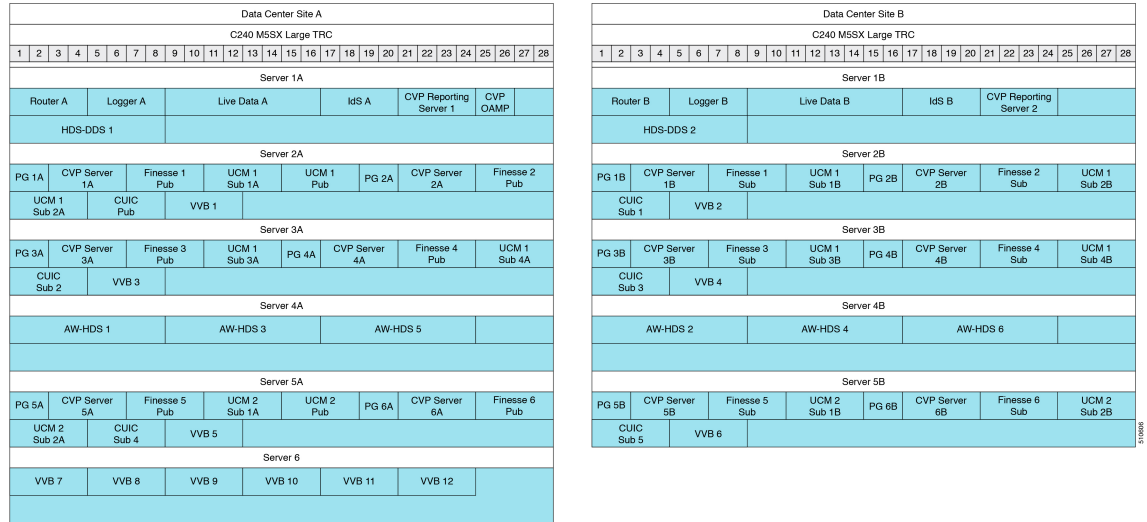 Data Center Site A
C240 M5SX Large TRC
1 2 3 4 5 6 7 8 9 10 11 12 13 14 15 16 17 18 19 20 21 22 23 24 25 26 27 28
Server 1A
Router A Logger A Live Data A IdS A CVP Reporting Server 1 CVP OAMP
HDS-DDS 1
Server 2A
PG 1A CVP Server 1A Finesse 1 Pub UCM 1 Sub 1A UCM 1 Pub PG 2A CVP Server 2A Finesse 2 Pub
UCM 1 Sub 2A CUIC Pub VVB 1
Server 3A
PG 3A CVP Server 3A Finesse 3 Pub UCM 1 Sub 3A PG 4A CVP Server 4A Finesse 4 Pub UCM 1 Sub 4A
CUIC Sub 2 VVB 3
Server 4A
AW-HDS 1 AW-HDS 3 AW-HDS 5
Server 5A
PG 5A CVP Server 5A Finesse 5 Pub UCM 2 Sub 1A UCM 2 Pub PG 6A CVP Server 6A Finesse 6 Pub
UCM 2 Sub 2A CUIC Sub 4 VVB 5
Server 6
VVB 7 VVB 8 VVB 9 VVB 10 VVB 11 VVB 12
Data Center Site B
C240 M5SX Large TRC
1 2 3 4 5 6 7 8 9 10 11 12 13 14 15 16 17 18 19 20 21 22 23 24 25 26 27 28
Server 1B
Router B Logger B Live Data B IdS B CVP Reporting Server 2
HDS-DDS 2
Server 2B
PG 1B CVP Server 1B Finesse 1 Sub UCM 1 Sub 1B PG 2B CVP Server 2B Finesse 2 Sub UCM 1 Sub 2B
CUIC Sub 1 VVB 2
Server 3B
PG 3B CVP Server 3B Finesse 3 Sub UCM 1 Sub 3B PG 4B CVP Server 4B Finesse 4 Sub UCM 1 Sub 4B
CUIC Sub 3 VVB 4
Server 4B
AW-HDS 2 AW-HDS 4 AW-HDS 6
Server 5B
PG 5B CVP Server 5B Finesse 5 Sub UCM 2 Sub 1B PG 6B CVP Server 6B Finesse 6 Sub UCM 2 Sub 2B
CUIC Sub 5 VVB 6
510606